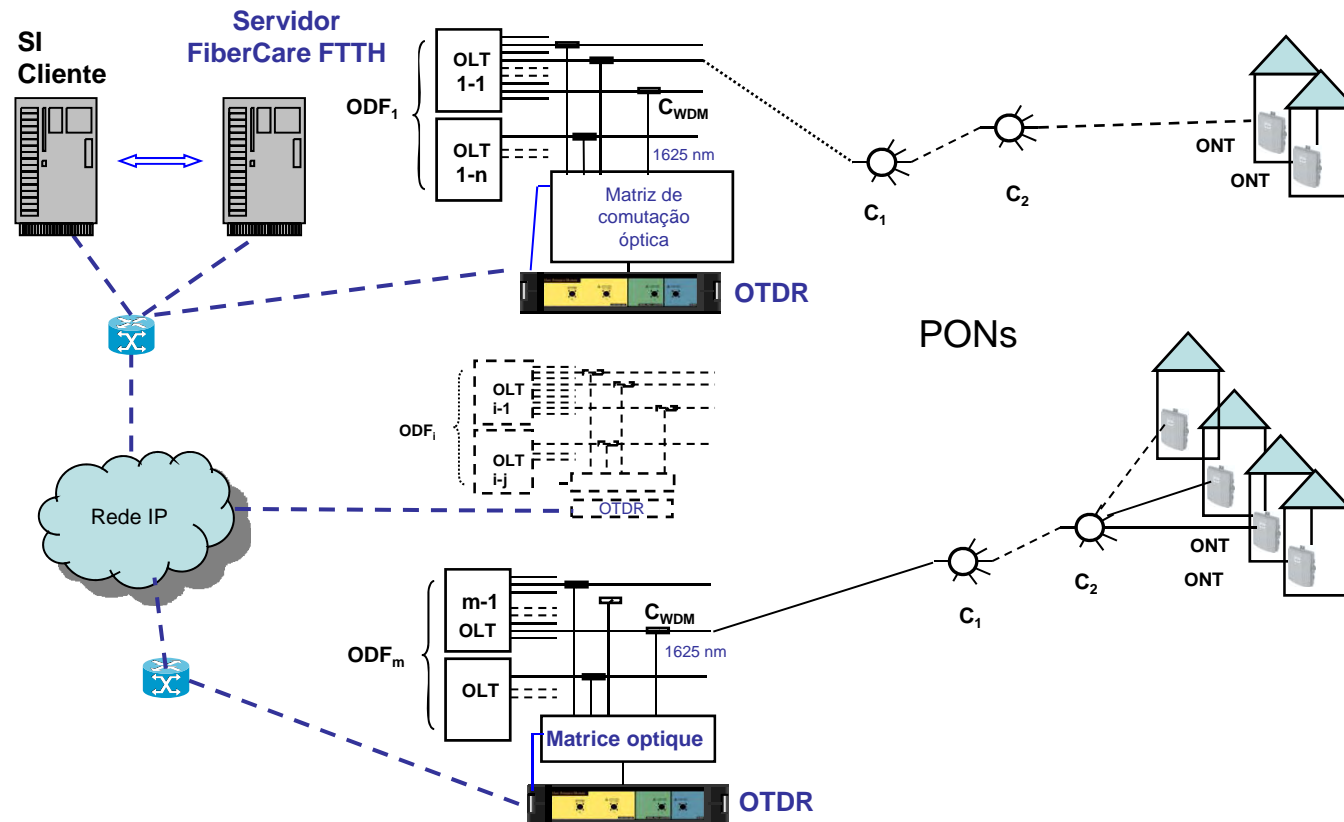 SI
Cliente
Servidor
FiberCare FTTH
ODF1
OLT
1-1
OLT
1-n
CWDM
1625 nm
Matriz de
comutação
óptica
OTDR
C1
C2
ONT
ONT
PONs
ODFi
OLT
i-1
OLT
i-j
OTDR
Rede IP
ODFm
m-1
OLT
OLT
CWDM
1625 nm
Matrice optique
OTDR
C1
C2
ONT
ONT